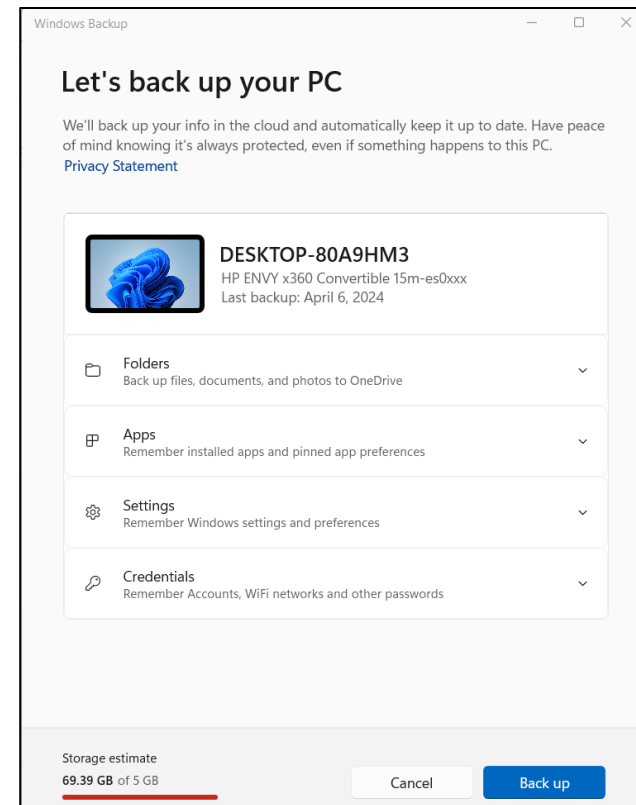 Windows Backup
Let's back up your PC
We'll back up your info in the cloud and automatically keep it up to date. Have peace
of mind knowing it's always protected, even if something happens to this PC.
Privacy Statement
DESKTOP-80A9HM3
HP ENVY x360 Convertible 15m-es0xxx
Last backup: April 6, 2024
Folders
Back up files, documents, and photos to OneDrive
Apps
Remember installed apps and pinned app preferences
Settings
Remember Windows settings and preferences
Credentials
Remember Accounts, WiFi networks and other passwords
Storage estimate
69.39 GB of 5 GB
Cancel
Back up